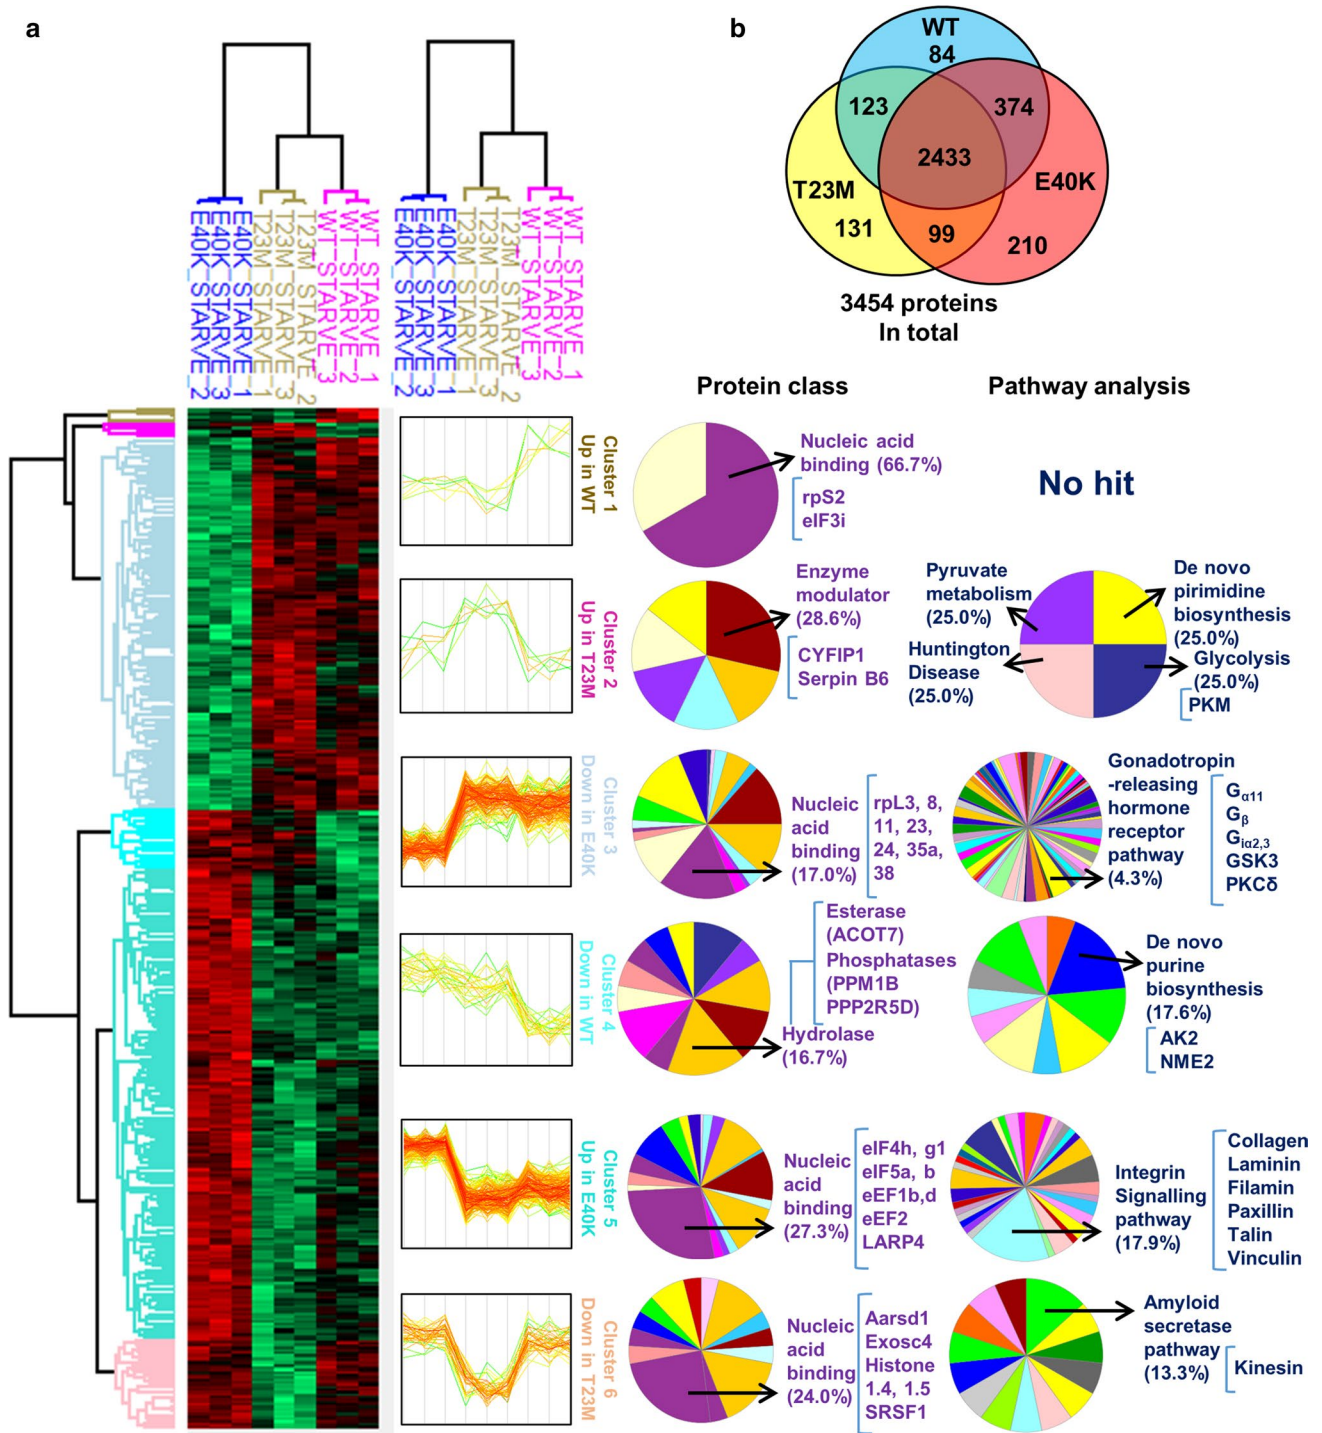 a
b
WT
84
123
374
2433
T23M
E40K
131
99
210
3454 proteins
In total
E40K_STARVE_2
E40K_STARVE_3
E40K_STARVE_1
T23M_STARVE_1
T23M_STARVE_3
T23M_STARVE_2
WT_STARVE_3
WT_STARVE_2
WT_STARVE_1
E40K_STARVE_2
E40K_STARVE_3
E40K_STARVE_1
T23M_STARVE_1
T23M_STARVE_3
T23M_STARVE_2
WT_STARVE_3
WT_STARVE_2
WT_STARVE_1
Protein class
Pathway analysis
Cluster 1
Up in WT
Nucleic acid
binding (66.7%)
rpS2
eIF3i
No hit
Cluster 2
Up in T23M
Enzyme
modulator
(28.6%)
CYFIP1
Serpin B6
Pyruvate
metabolism
(25.0%)
Huntington
Disease
(25.0%)
De novo
pirimidine
biosynthesis
(25.0%)
Glycolysis
(25.0%)
PKM
Cluster 3
Down in E40K
Nucleic
acid
binding
(17.0%)
rpL3, 8,
11, 23,
24, 35a,
38
Gonadotropin
-releasing
hormone
receptor
pathway
(4.3%)
Gα11
Gβ
Giα2,3
GSK3
PKCδ
Cluster 4
Down in WT
Esterase
(ACOT7)
Phosphatases
(PPM1B
PPP2R5D)
Hydrolase
(16.7%)
De novo
purine
biosynthesis
(17.6%)
AK2
NME2
Cluster 5
Up in E40K
Nucleic
acid
binding
(27.3%)
eIF4h, g1
eIF5a, b
eEF1b,d
eEF2
LARP4
Integrin
Signalling
pathway
(17.9%)
Collagen
Laminin
Filamin
Paxillin
Talin
Vinculin
Cluster 6
Down in T23M
Nucleic
acid
binding
(24.0%)
Aarsd1
Exosc4
Histone
1.4, 1.5
SRSF1
Amyloid
secretase
pathway
(13.3%)
Kinesin